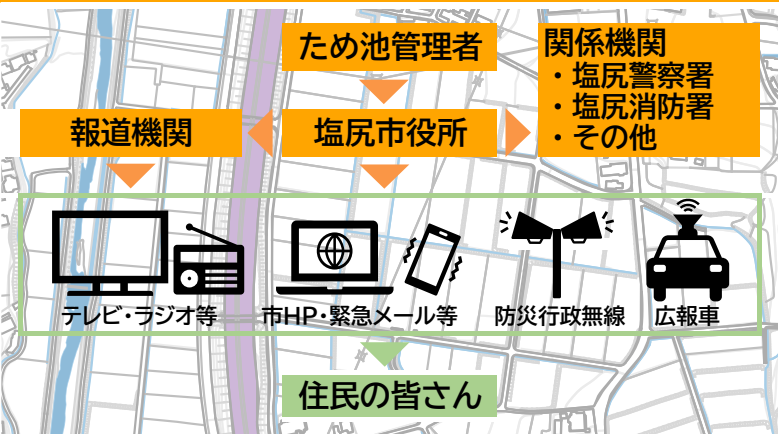 ため池管理者
関係機関
・塩尻警察署
・塩尻消防署
・その他
報道機関
塩尻市役所
テレビ・ラジオ等
市HP・緊急メール等
防災行政無線
広報車
住民の皆さん